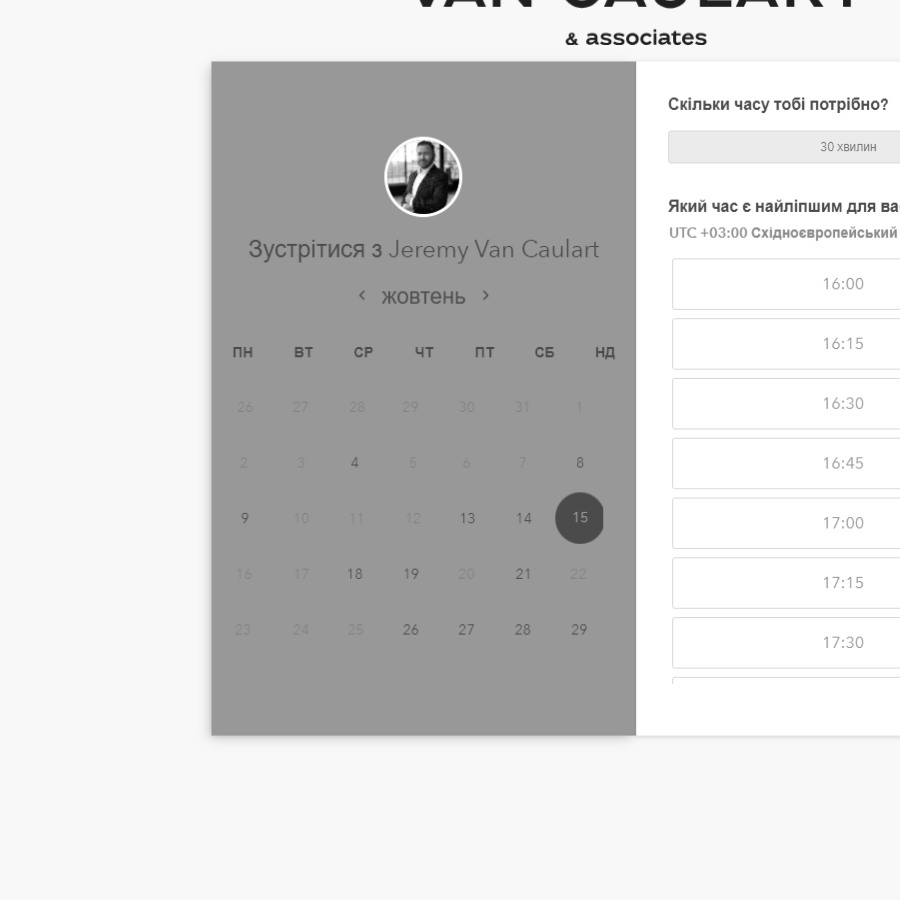 VAN CAULART
& associates
Зустрітися з Jeremy Van Caulart
жовтень
ПН ВТ СР ЧТ ПТ СБ НД
26 27 28 29 30 31 1
2 3 4 5 6 7 8
9 10 11 12 13 14 15
16 17 18 19 20 21 22
23 24 25 26 27 28 29
Скільки часу тобі потрібно?
30 хвилин
Який час є найліпшим для
UTC +03:00 Східноєвропейський
16:00
16:15
16:30
16:45
17:00
17:15
17:30